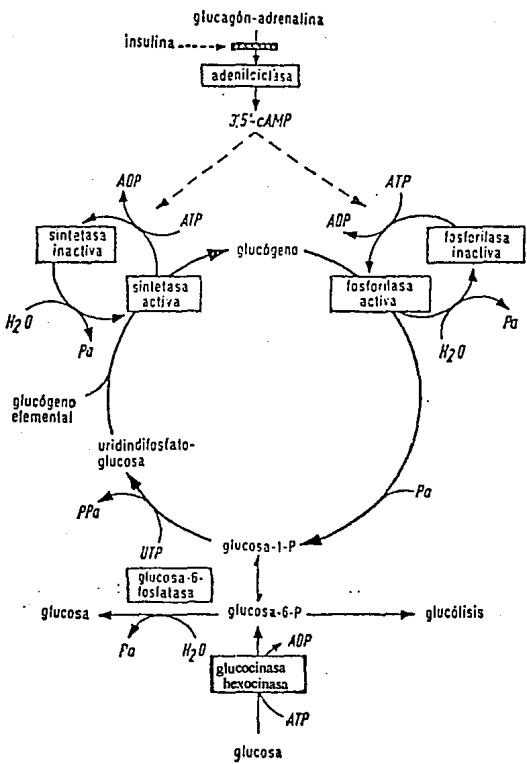 glucagón-adrenalina
insulina
adenilciclasa
3'5'-cAMP
ADP
ATP
ATP
ADP
sintetasa
inactiva
fosforilasa
inactiva
glucógeno
sintetasa
activa
fosforilasa
activa
H2O
Pa
H2O
Pa
glucógeno
elemental
uridindifosfato-
glucosa
PPa
Pa
UTP
glucosa-1-P
glucosa-6-
fosfatasa
glucosa
glucosa-6-P
glucólisis
Pa
H2O
ADP
glucocinasa
hexocinasa
ATP
glucosa